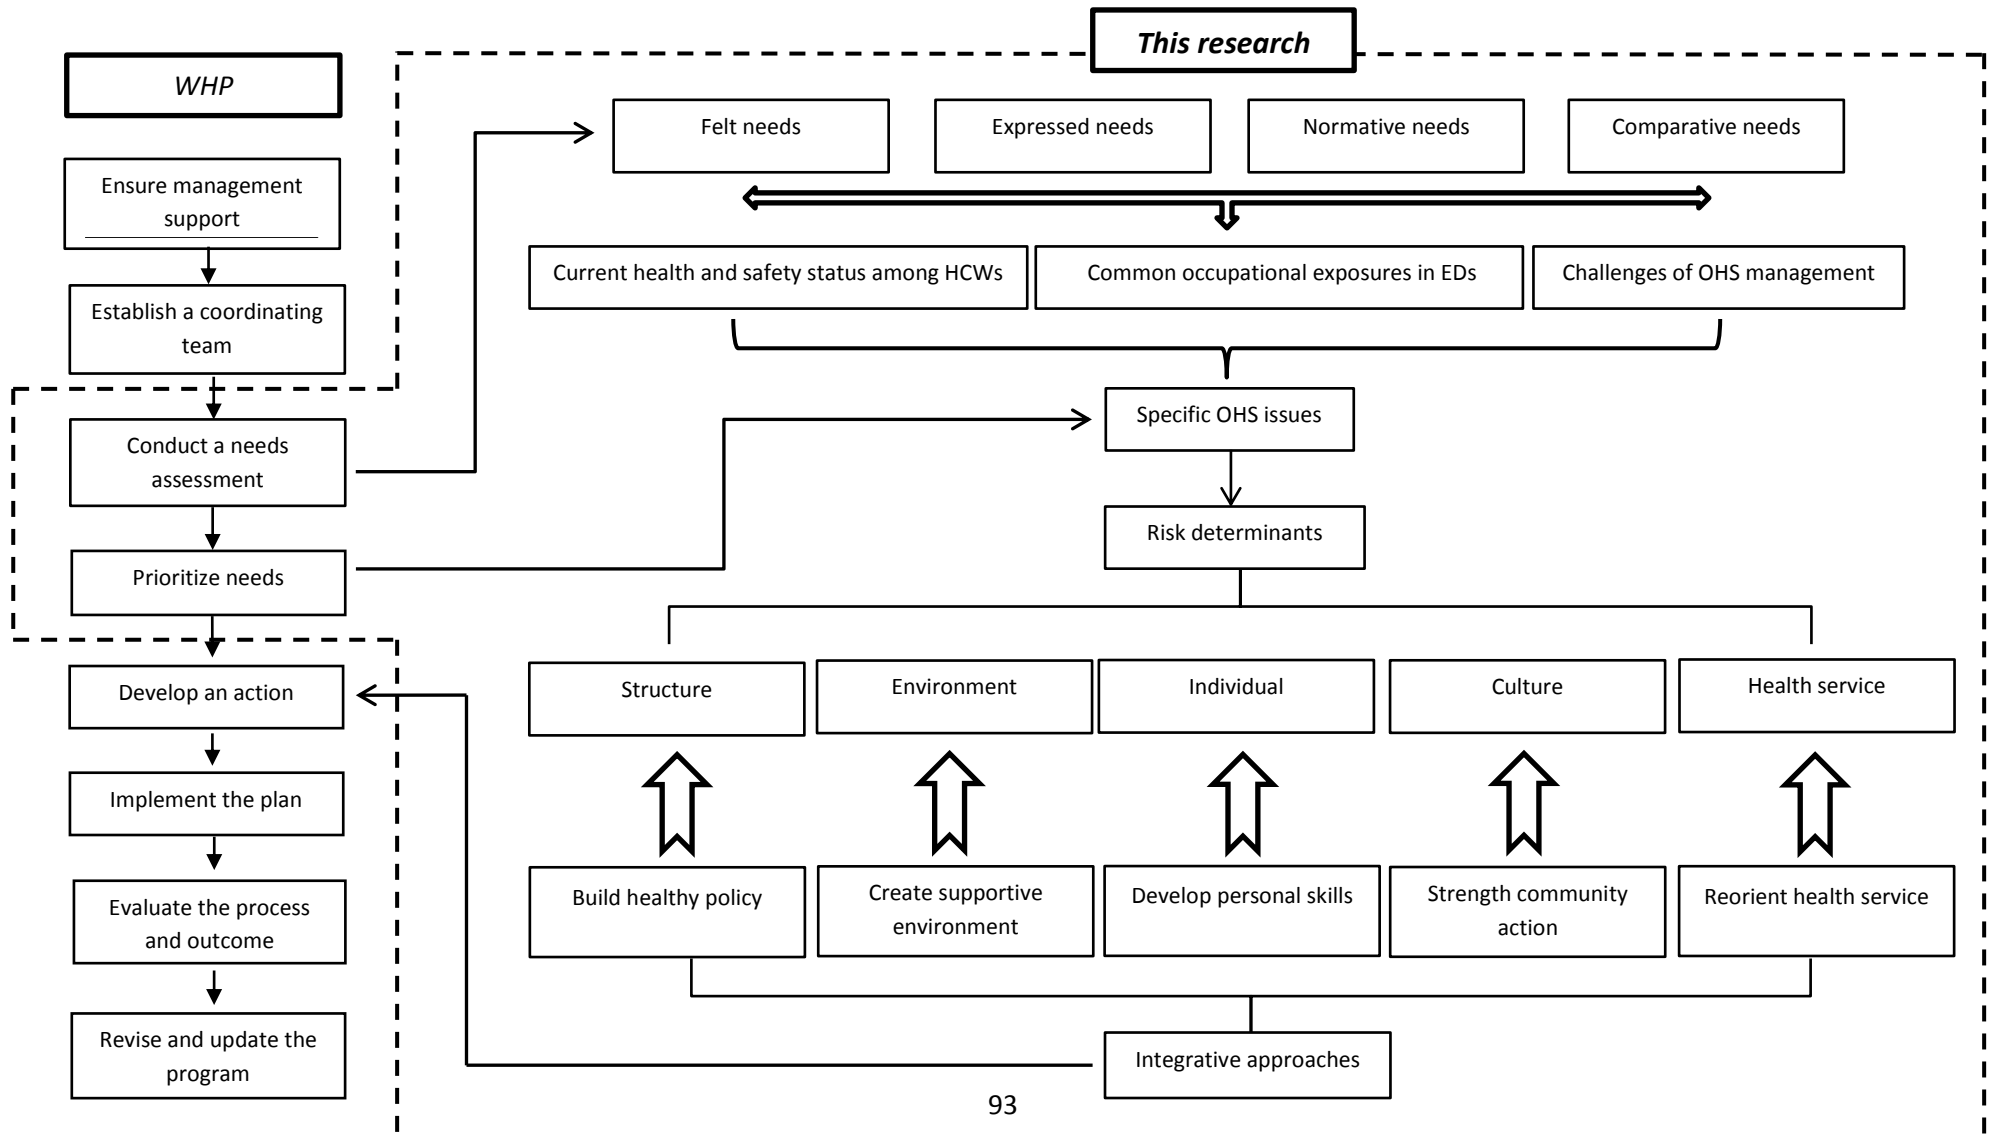 This research
WHP
Felt needs
Expressed needs
Normative needs
Comparative needs
Ensure management
support
Current health and safety status among HCWs
Common occupational exposures in EDs
Challenges of OHS management
Establish a coordinating
team
Conduct a needs
assessment
Specific OHS issues
Prioritize needs
Risk determinants
Develop an action
Structure
Environment
Individual
Culture
Health service
Implement the plan
Evaluate the process
and outcome
Build healthy policy
Create supportive
environment
Develop personal skills
Strength community
action
Reorient health service
Revise and update the
program
Integrative approaches
93